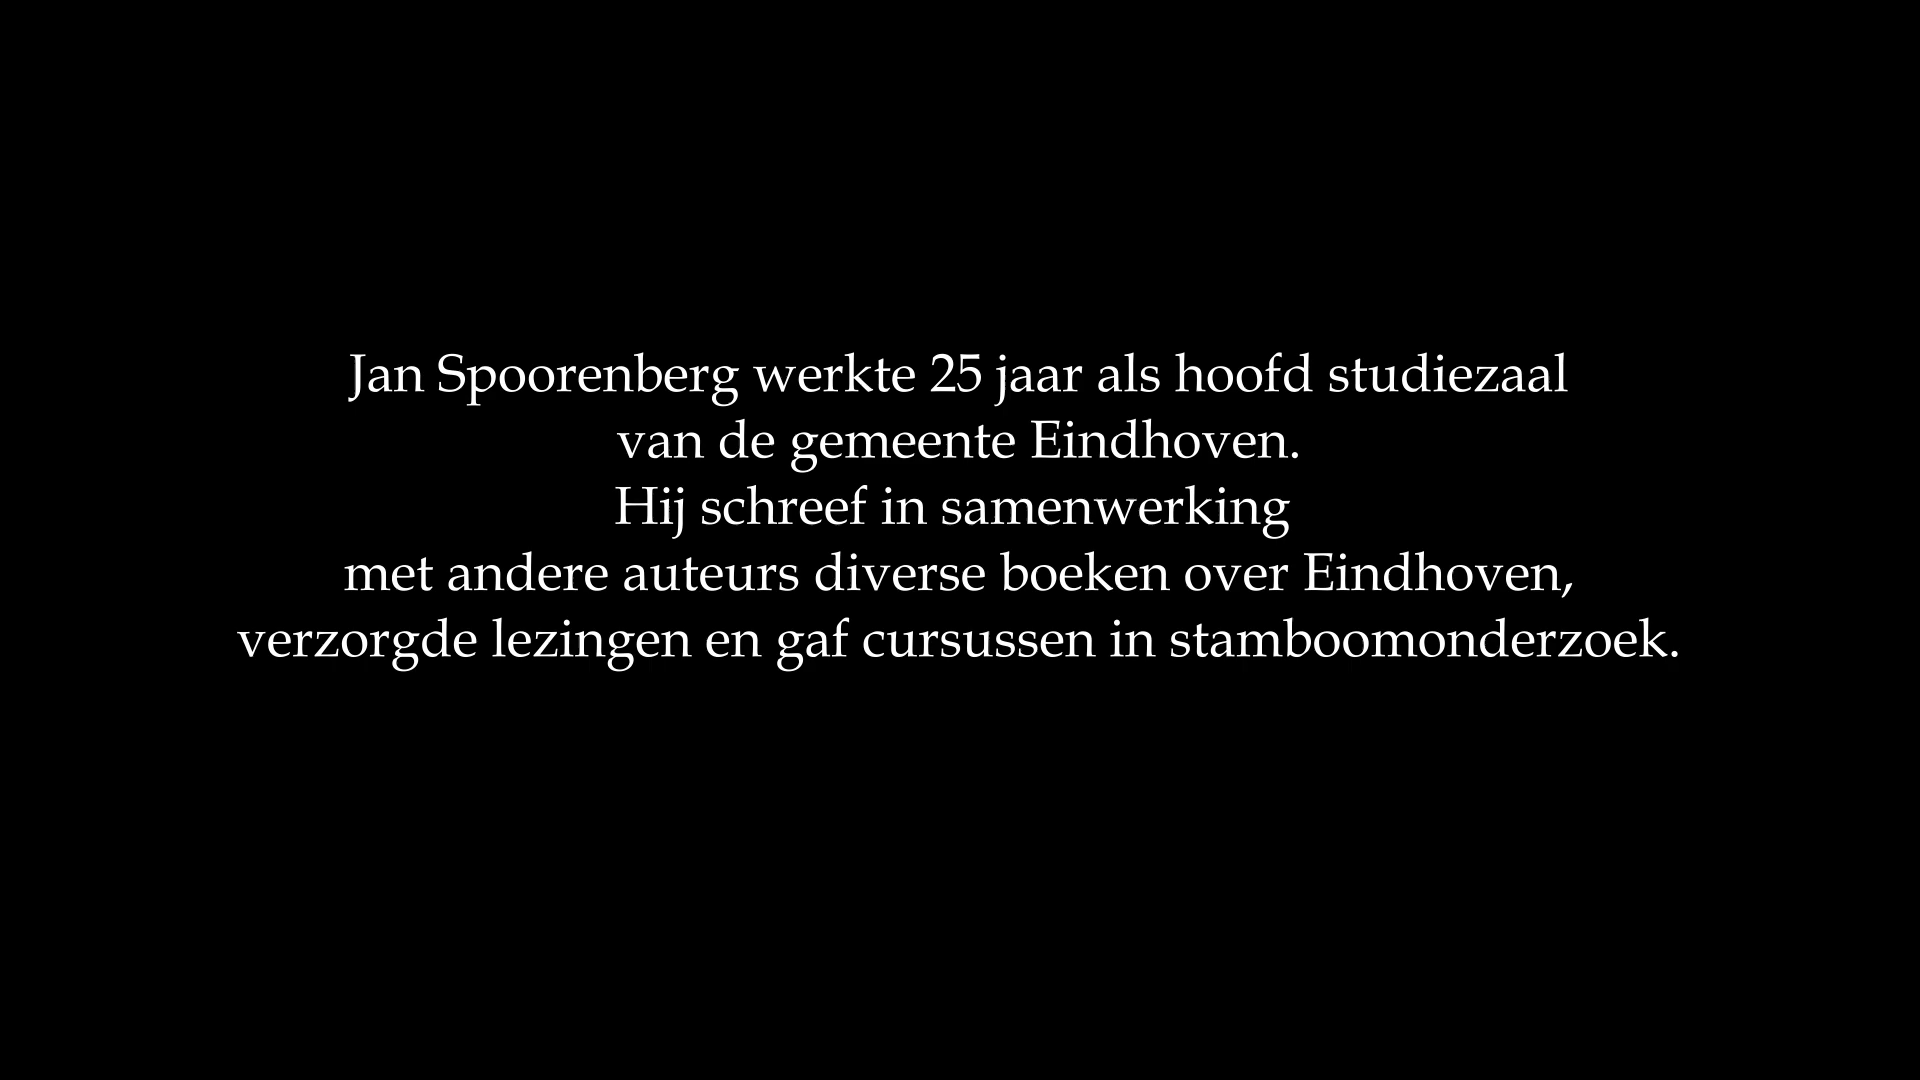 Jan Spoorenberg werkte 25 jaar als hoofd studiezaal
van de gemeente Eindhoven.
Hij schreef in samenwerking
met andere auteurs diverse boeken over Eindhoven,
verzorgde lezingen en gaf cursussen in stamboomonderzoek.